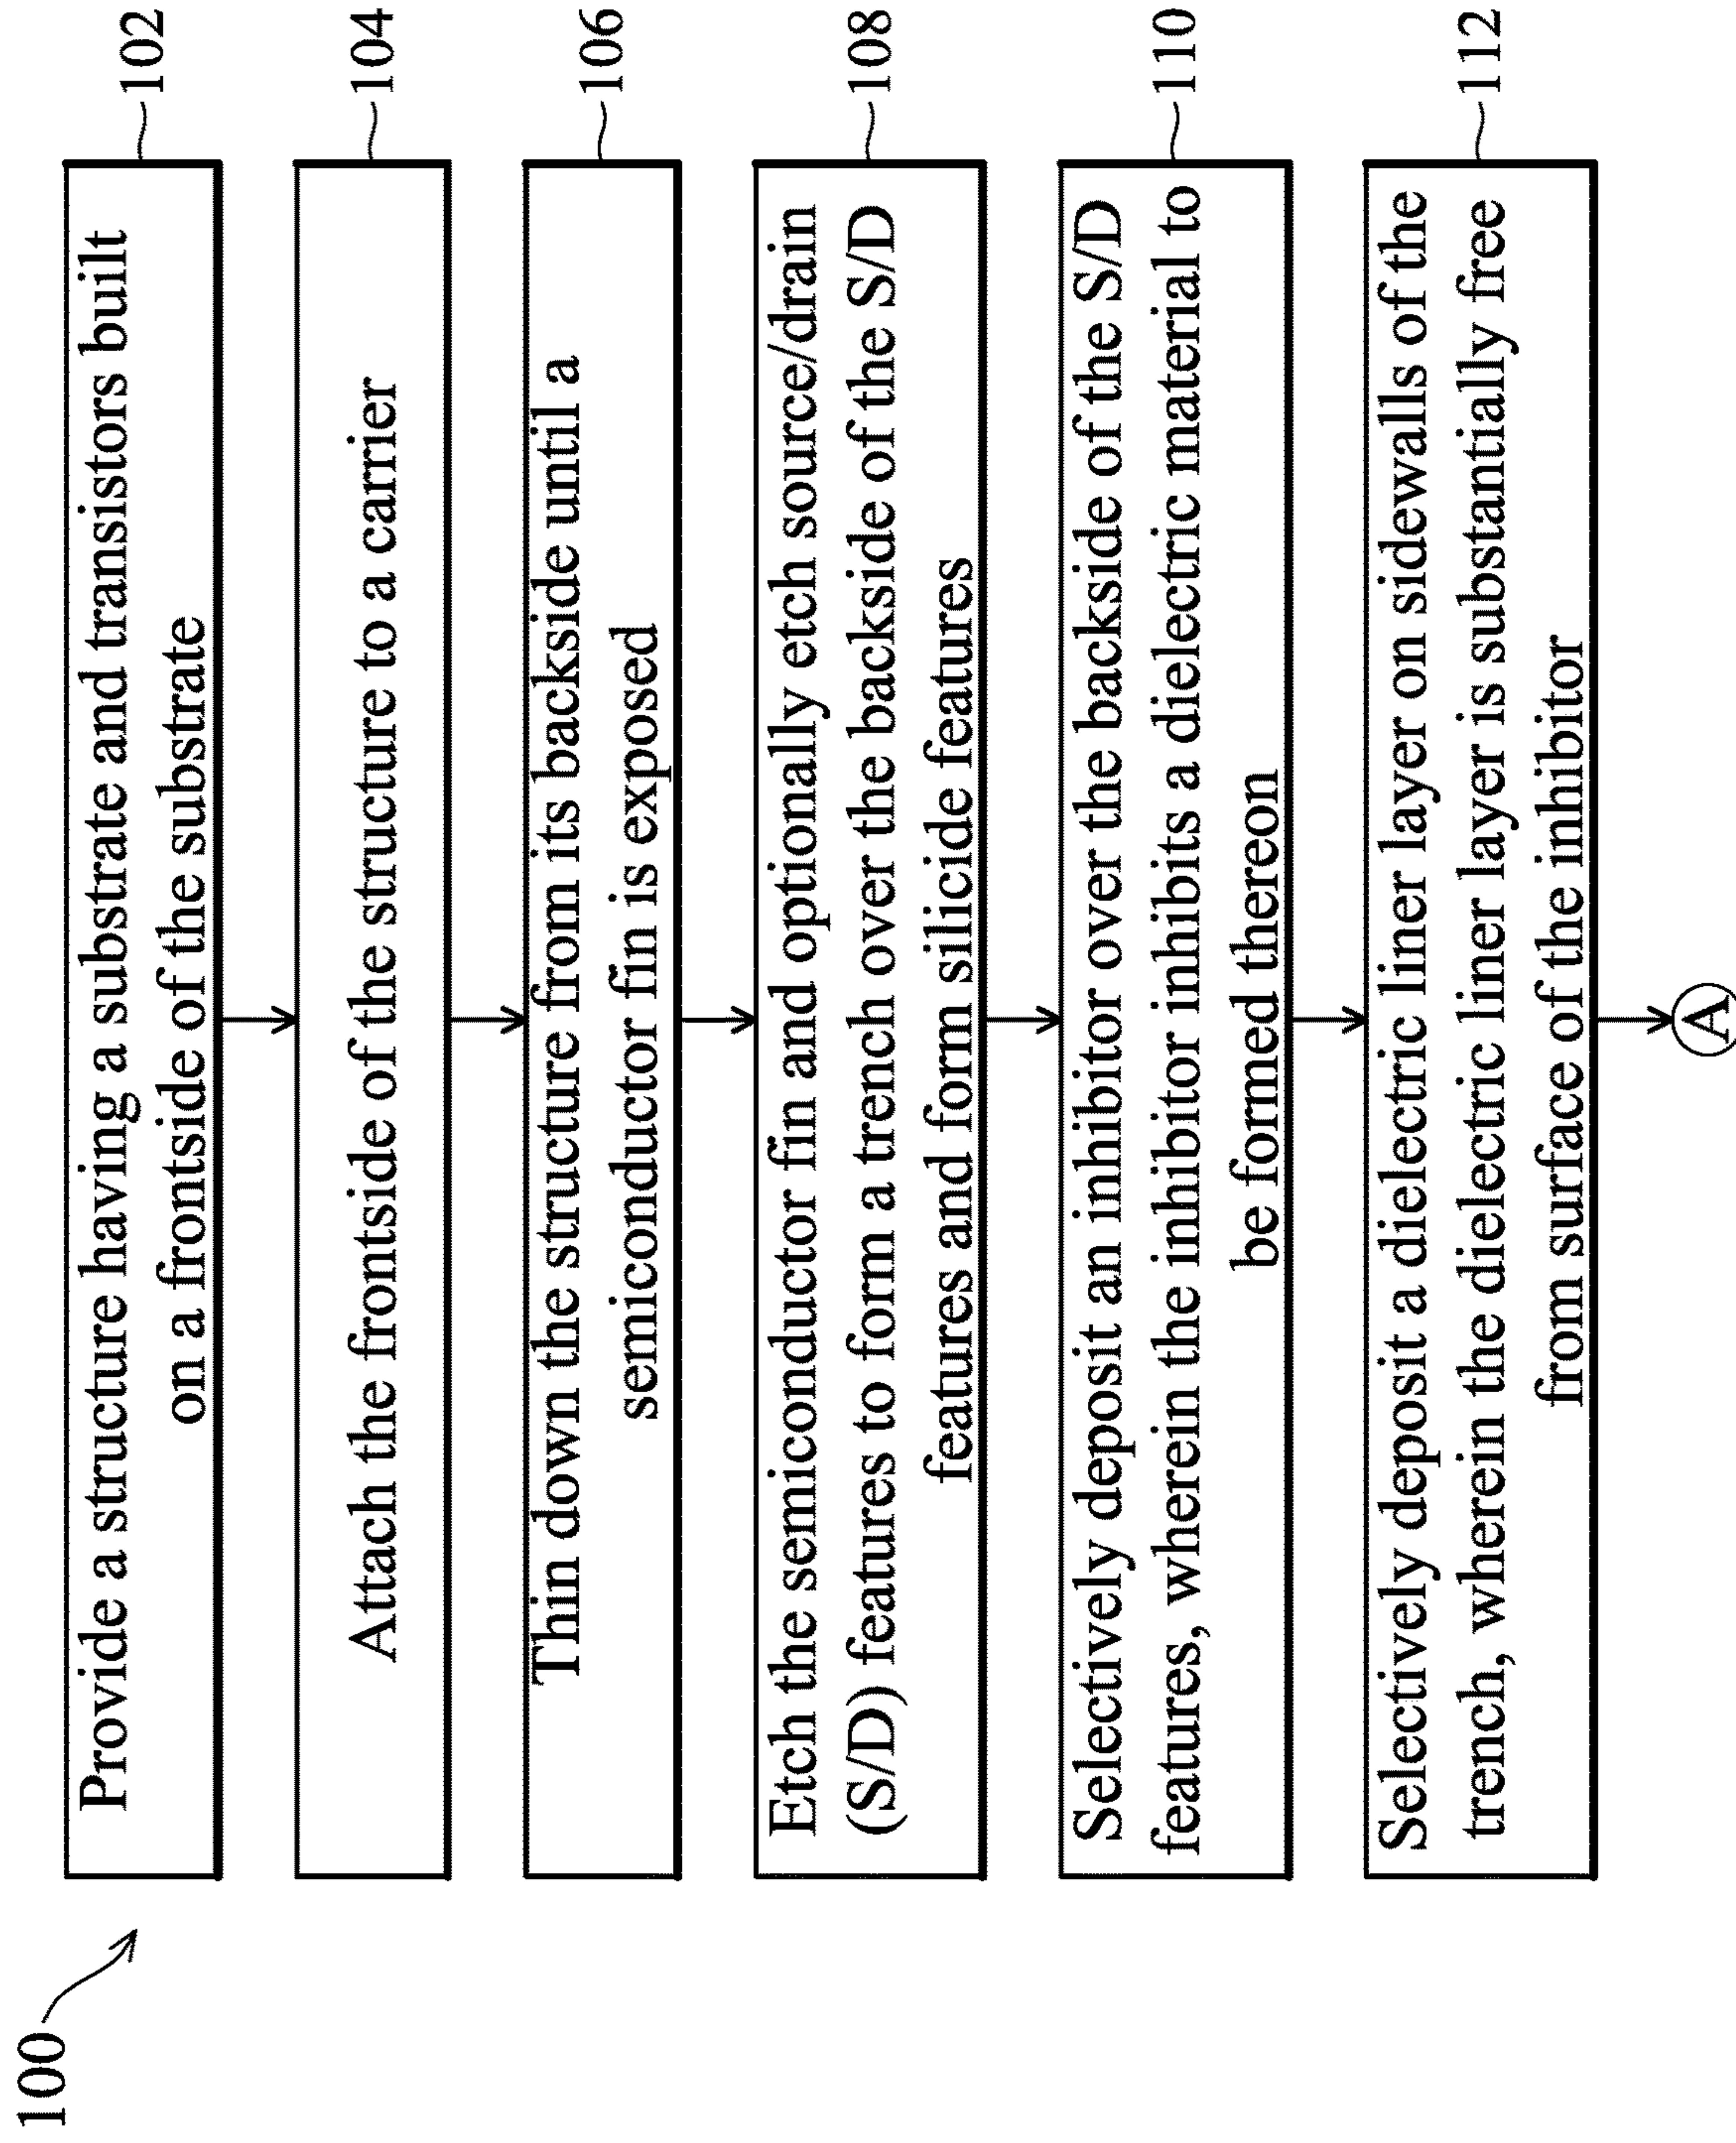 100
Provide a structure having a substrate and transistors built
on a frontside of the substrate
102
Attach the frontside of the structure to a carrier
104
Thin down the structure from its backside until a
semiconductor fin is exposed
106
Etch the semiconductor fin and optionally etch source/drain
(S/D) features to form a trench over the backside of the S/D
features and form silicide features
108
Selectively deposit an inhibitor over the backside of the S/D
features, wherein the inhibitor inhibits a dielectric material to
be formed thereon
110
Selectively deposit a dielectric liner layer on sidewalls of the
trench, wherein the dielectric liner layer is substantially free
from surface of the inhibitor
112
A